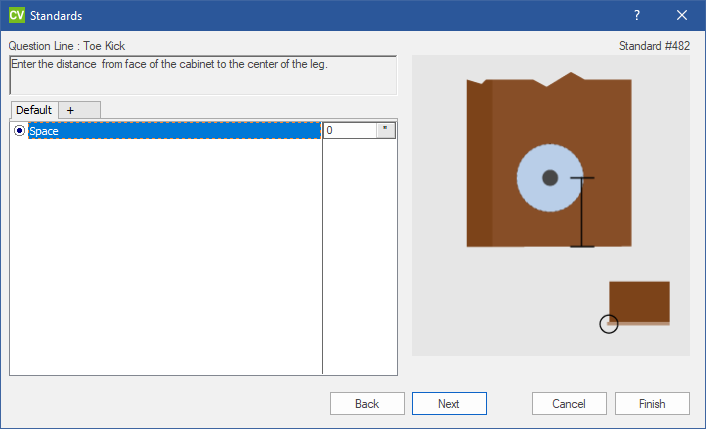 CV Standards ?
Question Line : Toe Kick Standard #482
Enter the distance from face of the cabinet to the center of the leg.
Default +
Space 0 "
Back Next Cancel Finish